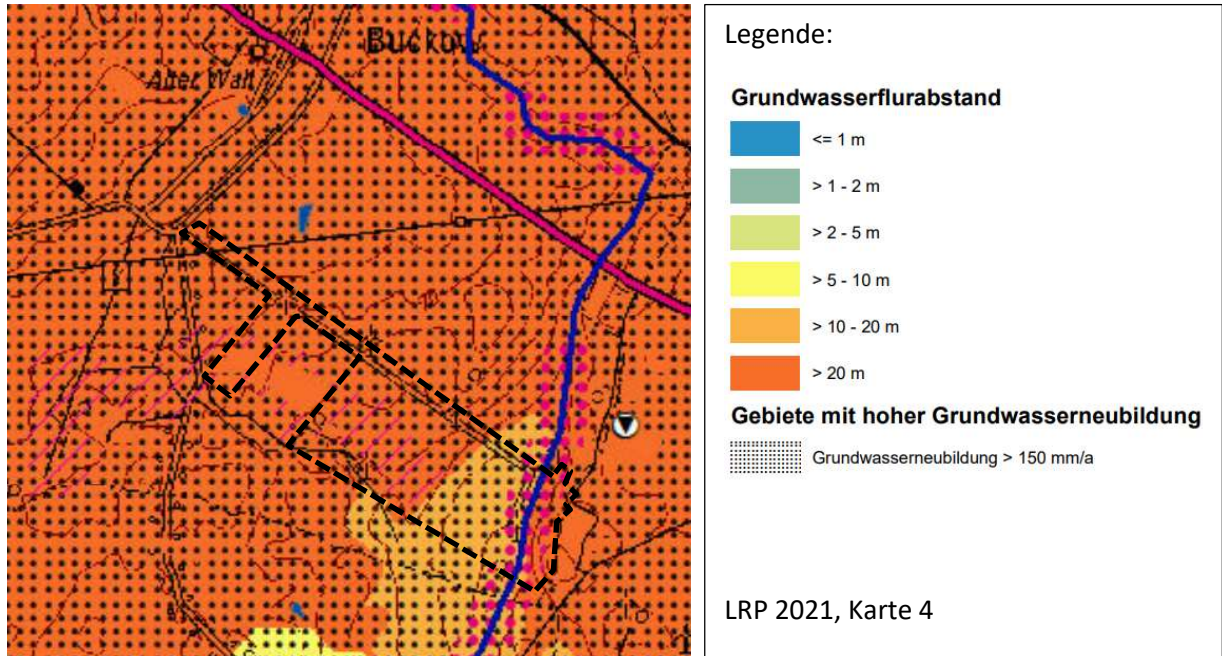 Buckow
Alter Wall
Legende:
Grundwasserflurabstand
<= 1 m
> 1 - 2 m
> 2 - 5 m
> 5 - 10 m
> 10 - 20 m
> 20 m
Gebiete mit hoher Grundwasserneubildung
Grundwasserneubildung > 150 mm/a
LRP 2021, Karte 4